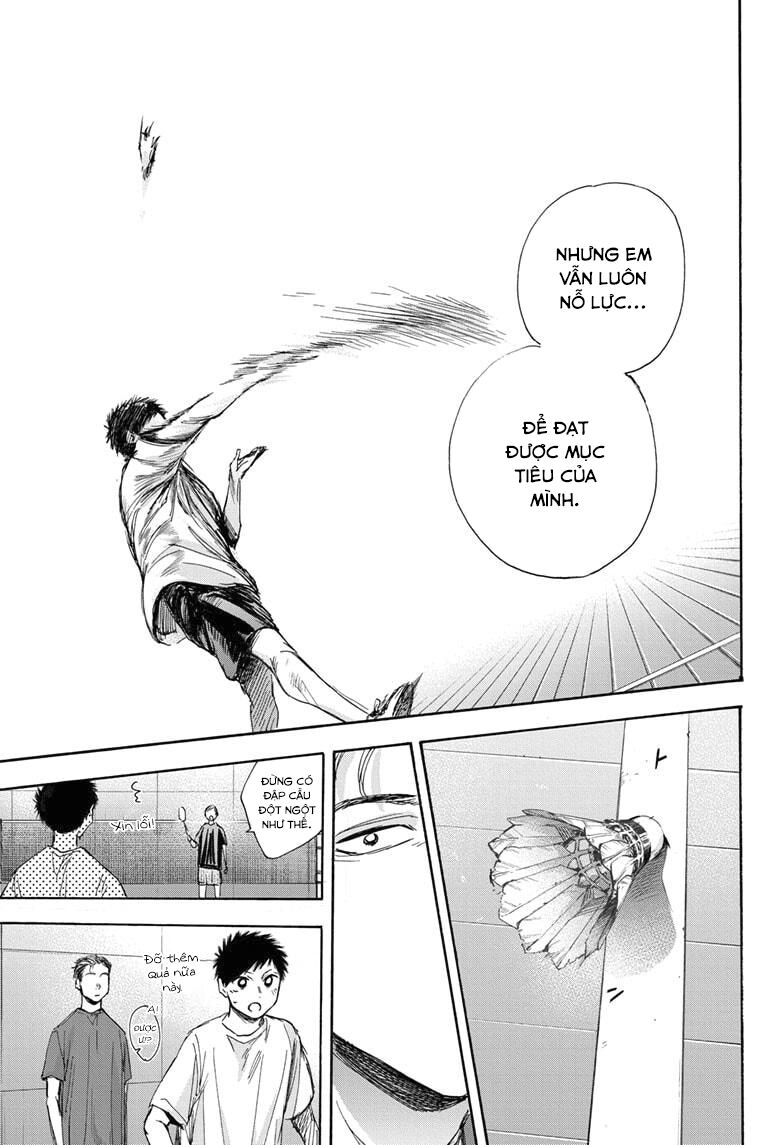 NHƯNG EM
VẪN LUÔN
NỖ LỰC...
ĐỂ ĐẠT
ĐƯỢC MỤC
TIÊU CỦA
MÌNH.
ĐỪNG CÓ
ĐẬP CẦU
ĐỘT NGỘT
NHƯ THẾ.
Xin lỗi!
Đỡ thêm
quả nữa
này.
AI
ĐƯỢC
Ư!?